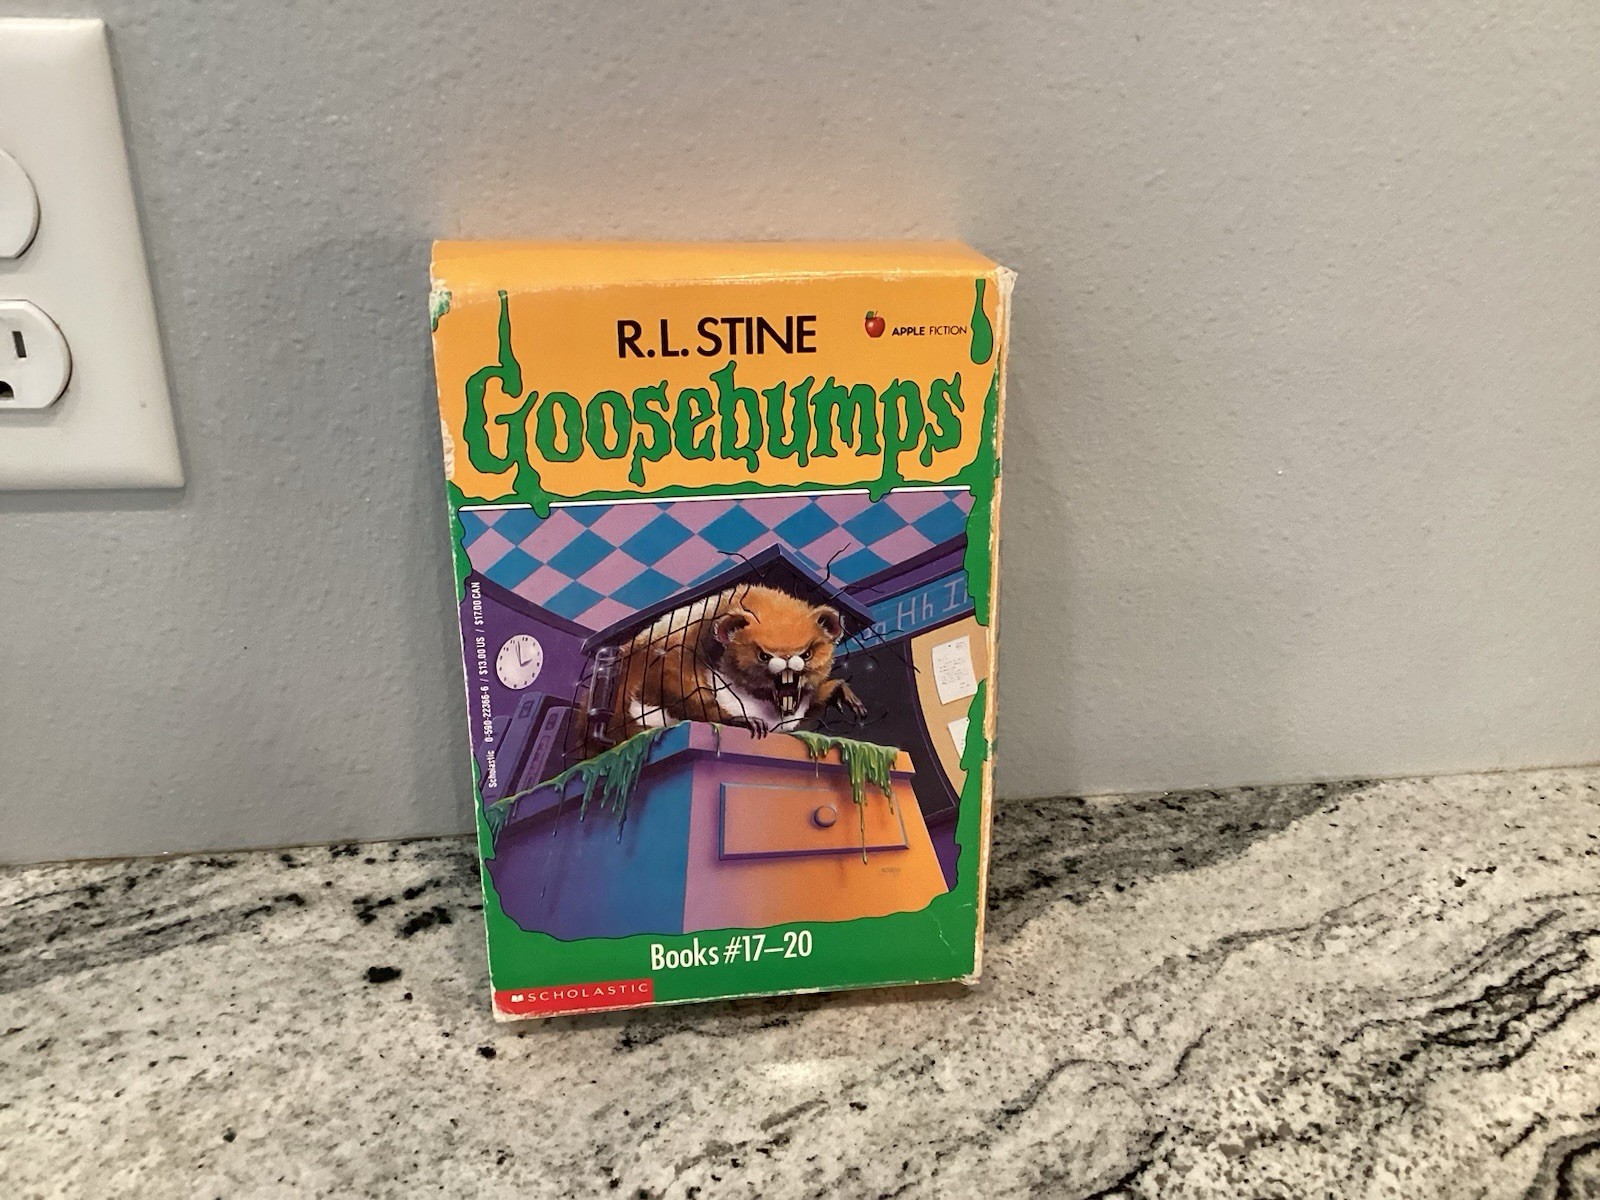 R.L. STINE
APPLE FICTION
Goosebumps
Hh I
Scholastic 0-590-22366-6 / $13.00 US / $17.00 CAN
Books #17–20
SCHOLASTIC